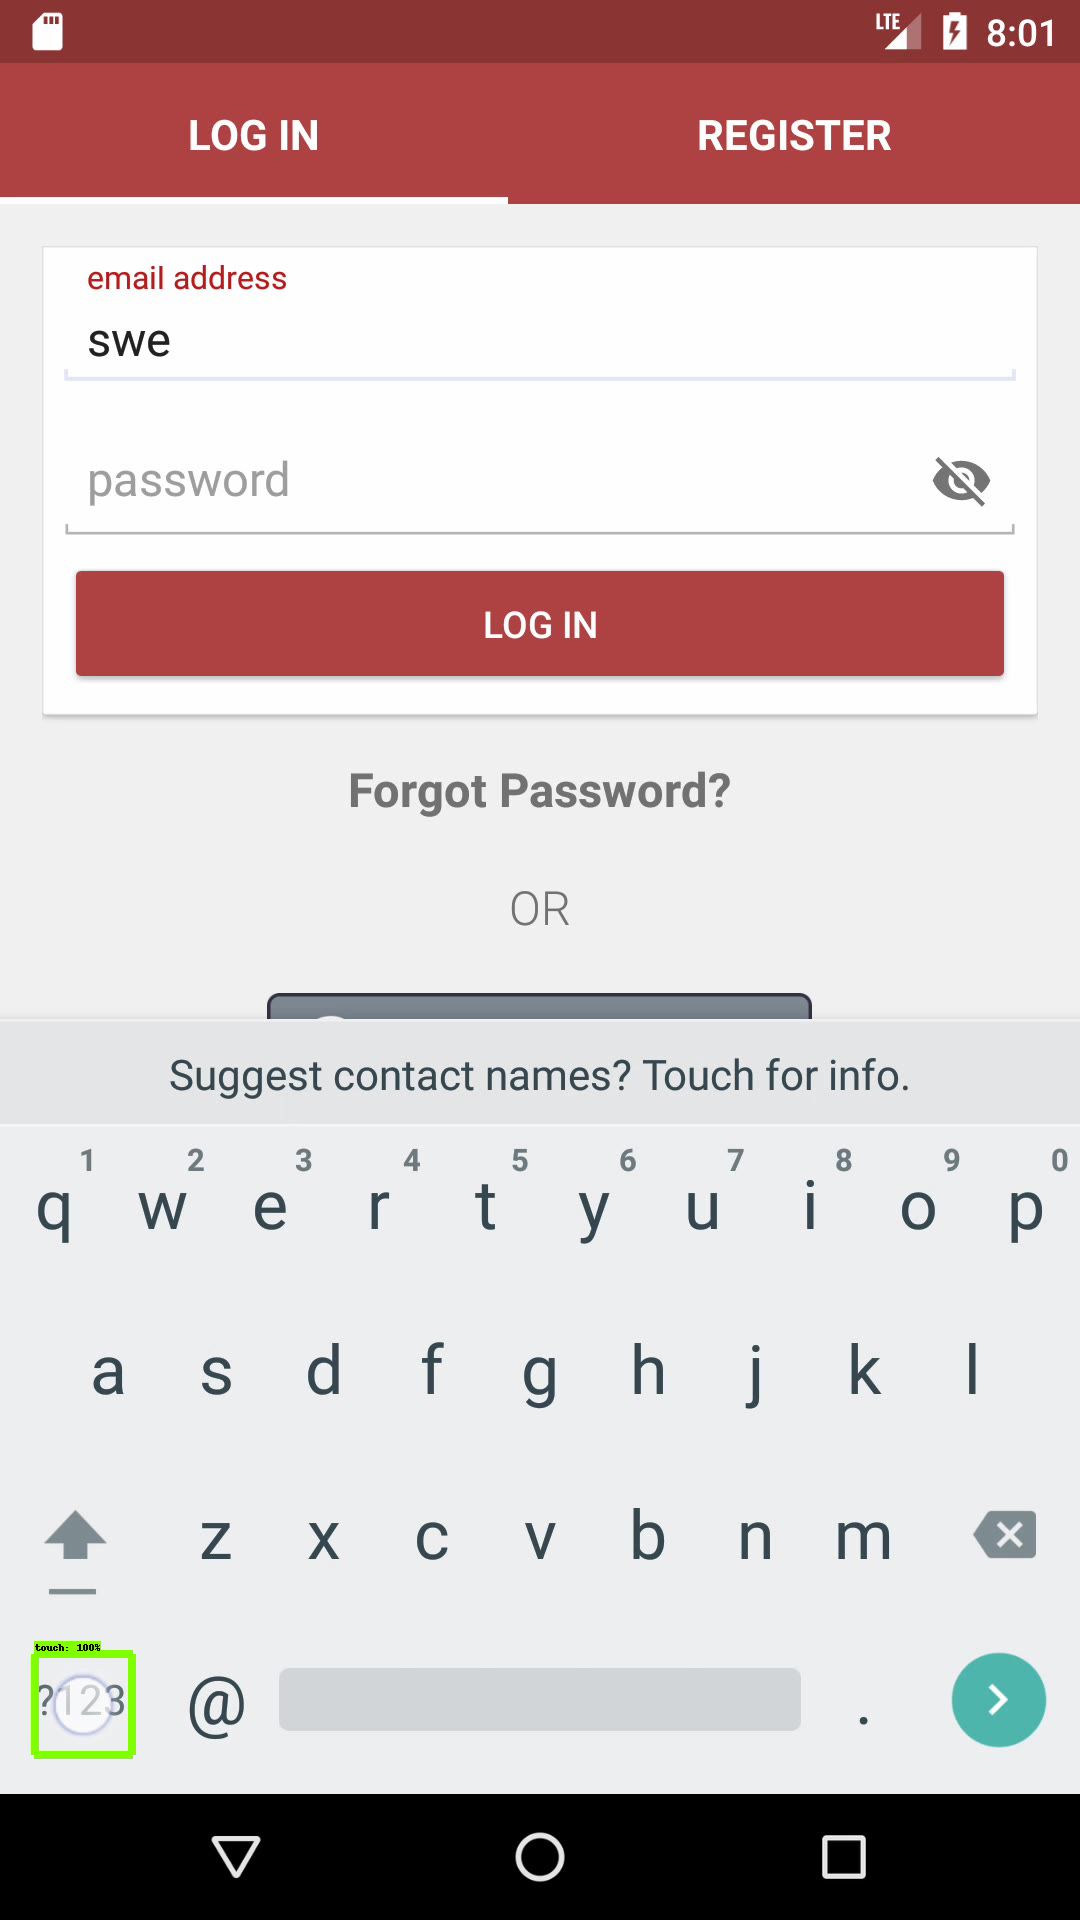 LTE 8:01
LOG IN REGISTER
email address
swe
password
LOG IN
Forgot Password?
OR
Suggest contact names? Touch for info.
1 2 3 4 5 6 7 8 9 0
q w e r t y u i o p
a s d f g h j k l
z x c v b n m
touch: 100%
?123 @ .